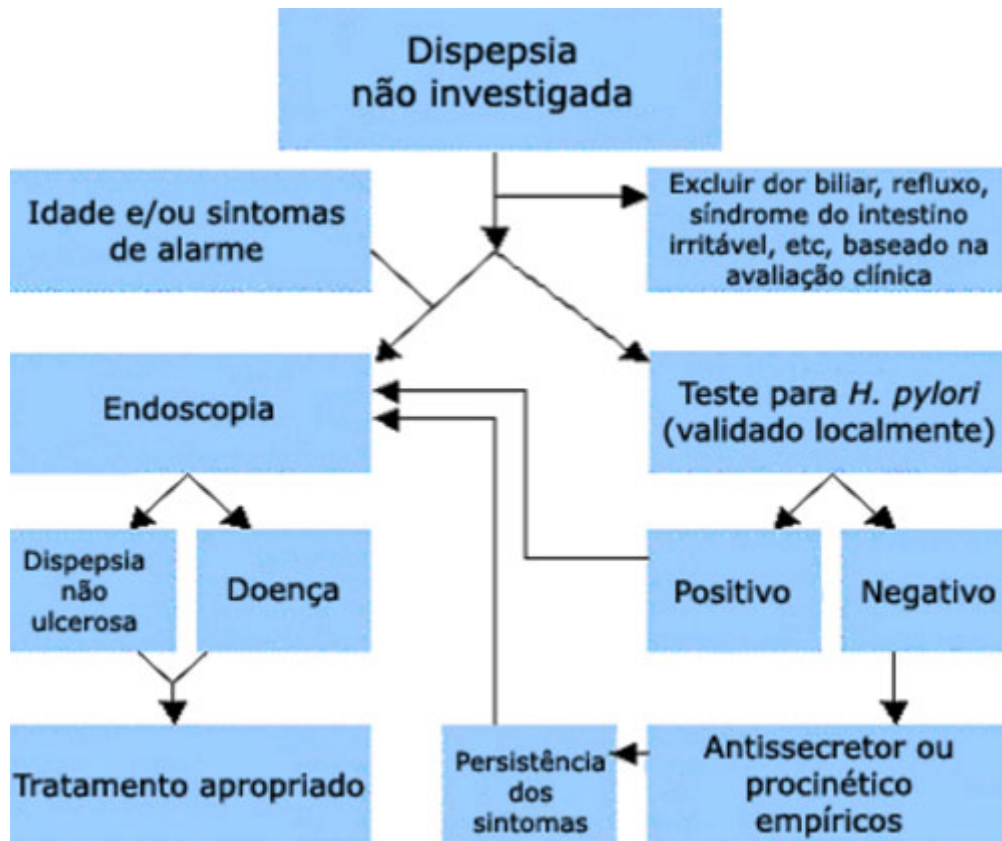 Dispepsia
não investigada
Idade e/ou sintomas
de alarme
Excluir dor biliar, refluxo,
síndrome do intestino
irritável, etc, baseado na
avaliação clínica
Endoscopia
Teste para H. pylori
(validado localmente)
Dispepsia
não
ulcerosa
Doença
Positivo
Negativo
Tratamento apropriado
Persistência
dos
sintomas
Antissecretor ou
procinético
empíricos